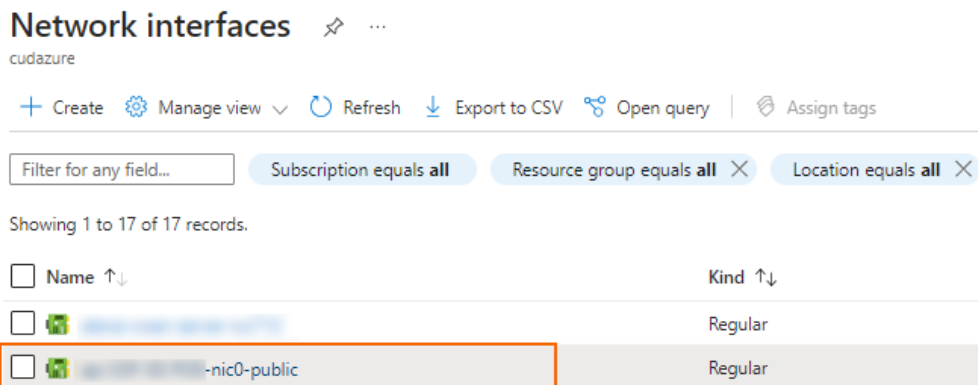 Network interfaces
cudazure
Create Manage view Refresh Export to CSV Open query Assign tags
Filter for any field... Subscription equals all Resource group equals all Location equals all
Showing 1 to 17 of 17 records.
Name Kind
Regular
-nic0-public Regular